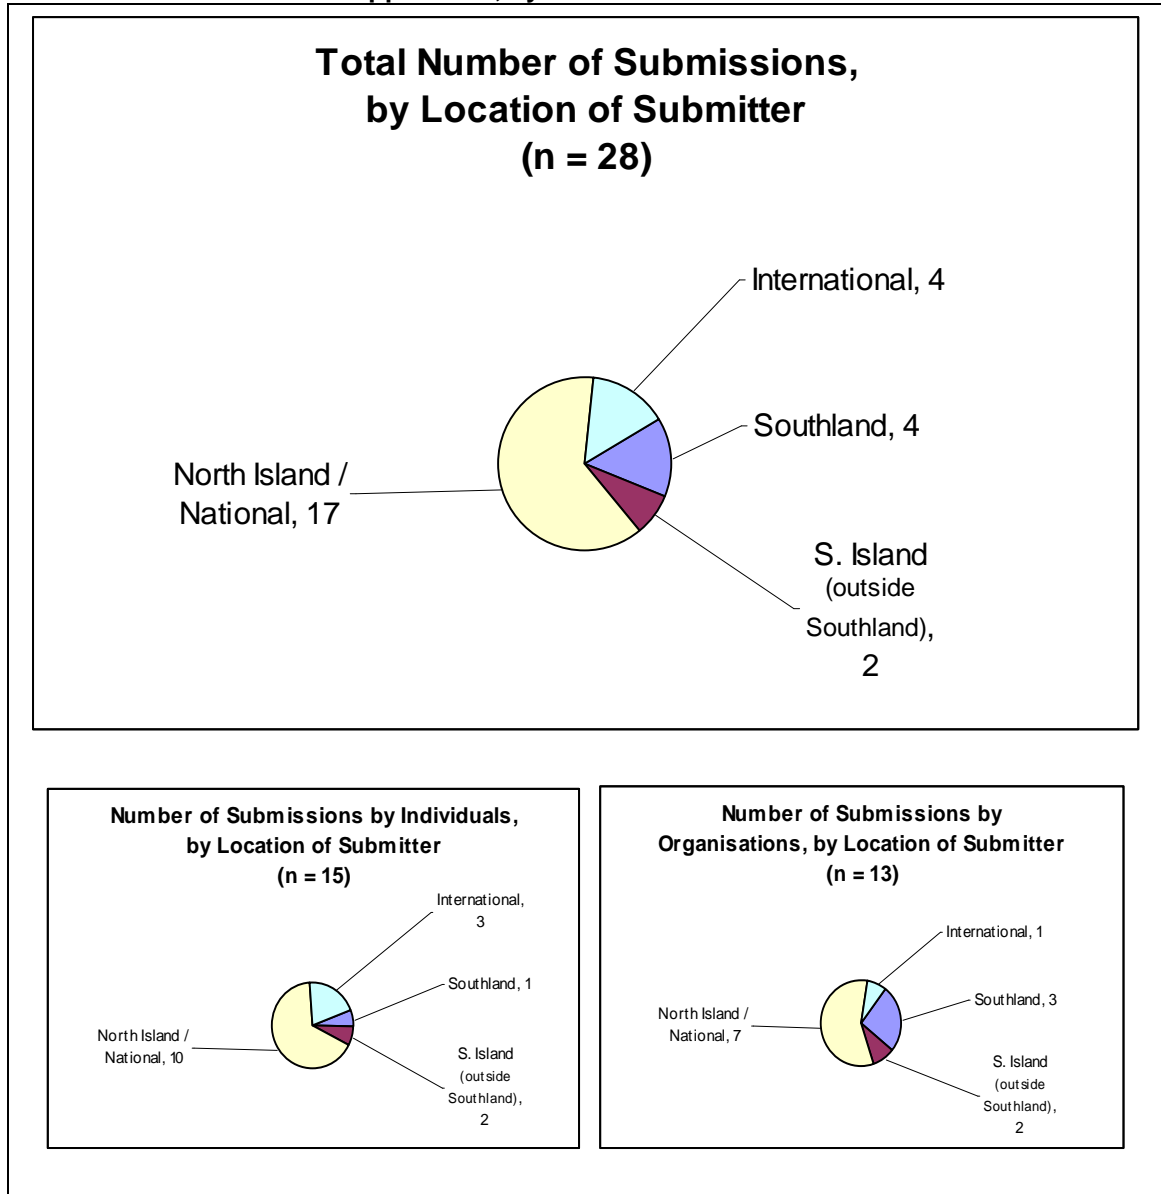 Total Number of Submissions,
by Location of Submitter
(n = 28)
International, 4
Southland, 4
North Island /
National, 17
S. Island
(outside
Southland),
2
Number of Submissions by Individuals,
by Location of Submitter
(n = 15)
International,
3
Southland, 1
North Island /
National, 10
S. Island
(outside
Southland),
2
Number of Submissions by
Organisations, by Location of Submitter
(n = 13)
International, 1
Southland, 3
North Island /
National, 7
S. Island
(outside
Southland),
2